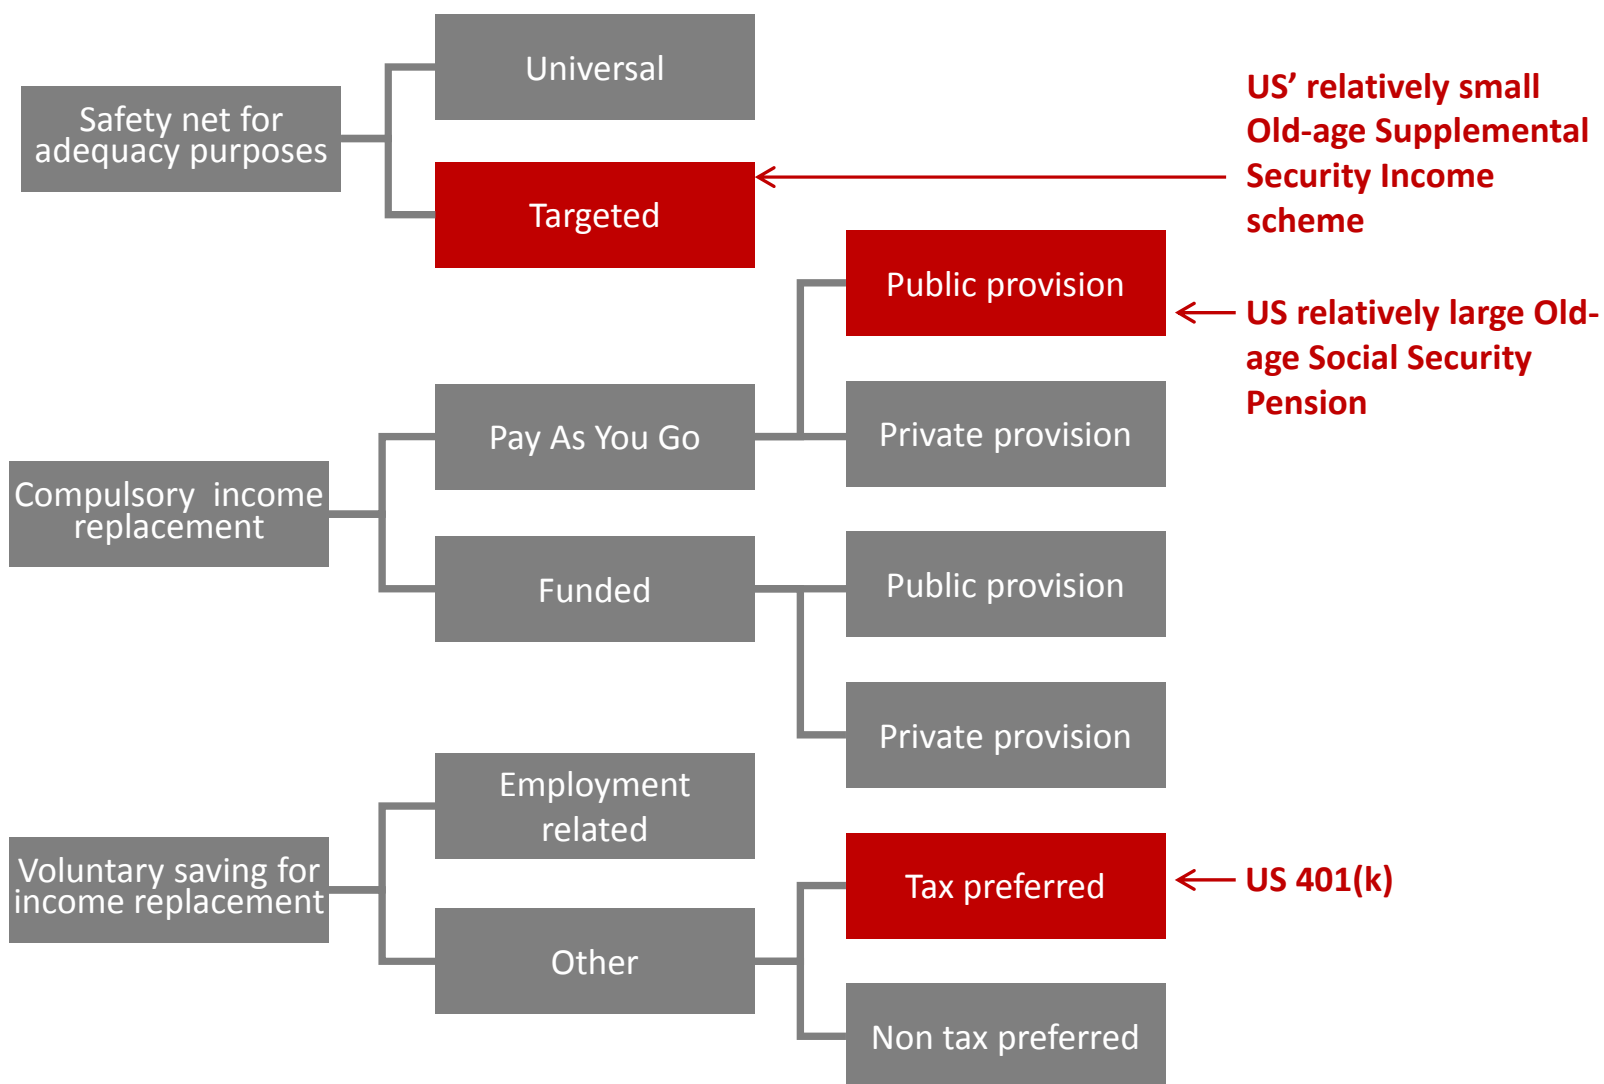 Safety net for
adequacy purposes
Universal
Targeted
US’ relatively small
Old-age Supplemental
Security Income
scheme
Compulsory income
replacement
Pay As You Go
Public provision
US relatively large Old-
age Social Security
Pension
Private provision
Funded
Public provision
Private provision
Voluntary saving for
income replacement
Employment
related
Other
Tax preferred
US 401(k)
Non tax preferred